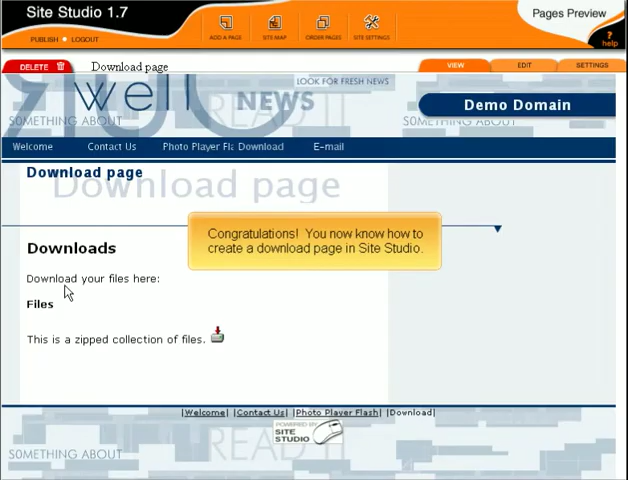 Site Studio 1.7
Pages Preview
ADD A PAGE
SITE MAP
ORDER PAGES
SITE SETTINGS
PUBLISH
LOGOUT
?
help
DELETE
Download page
VIEW
EDIT
SETTINGS
LOOK FOR FRESH NEWS
well
NEWS
READ IT
Demo Domain
SOMETHING ABOUT
SOMETHING ABOUT
Welcome
Contact Us
Photo Player Fla
Download
E-mail
Download page
Download page
Congratulations! You now know how to
create a download page in Site Studio.
Downloads
Download your files here:
Files
This is a zipped collection of files.
|Welcome| |Contact Us| |Photo Player Flash| |Download|
POWERED BY
SITE
STUDIO
READ IT
SOMETHING ABOUT